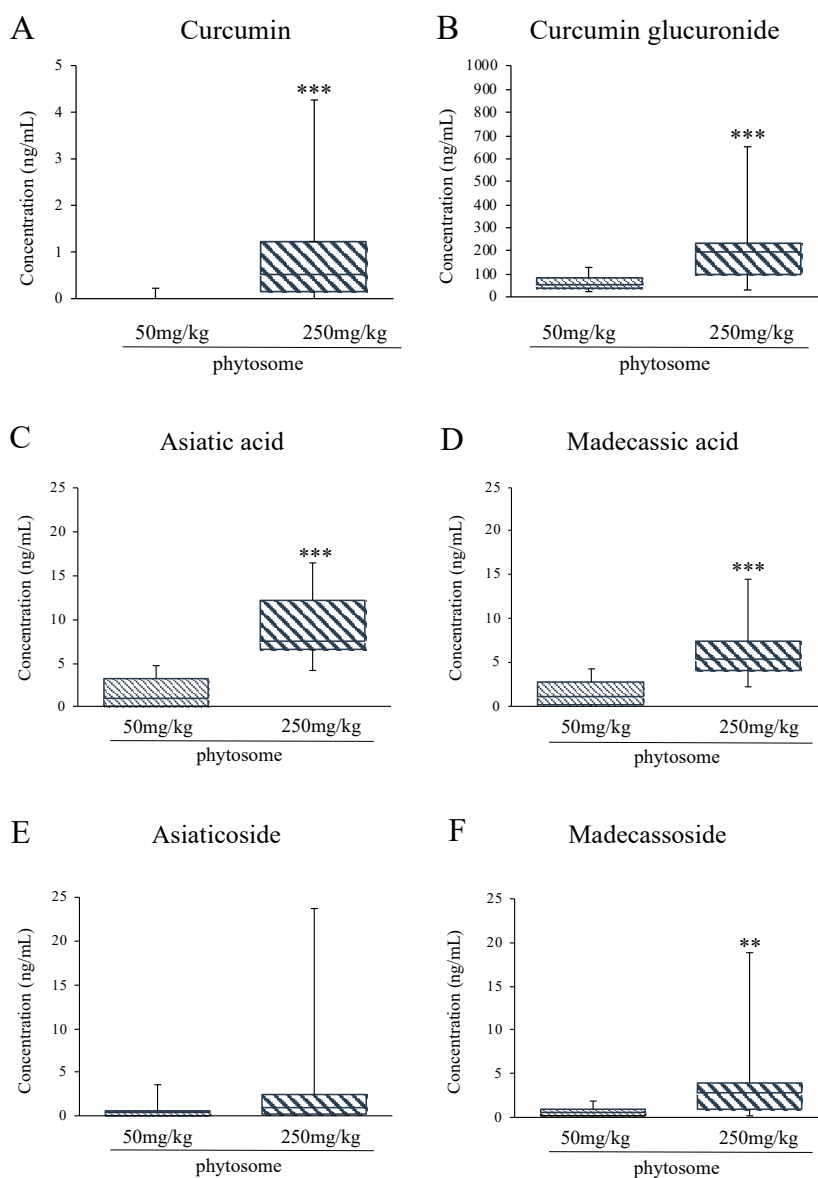 A Curcumin
Concentration (ng/mL)
5
4
3
2
1
0
***
50mg/kg 250mg/kg
phytosome
B Curcumin glucuronide
Concentration (ng/mL)
1000
900
800
700
600
500
400
300
200
100
0
***
50mg/kg 250mg/kg
phytosome
C Asiatic acid
Concentration (ng/mL)
25
20
15
10
5
0
***
50mg/kg 250mg/kg
phytosome
D Madecassic acid
Concentration (ng/mL)
25
20
15
10
5
0
***
50mg/kg 250mg/kg
phytosome
E Asiaticoside
Concentration (ng/mL)
25
20
15
10
5
0
50mg/kg 250mg/kg
phytosome
F Madecassoside
Concentration (ng/mL)
25
20
15
10
5
0
**
50mg/kg 250mg/kg
phytosome